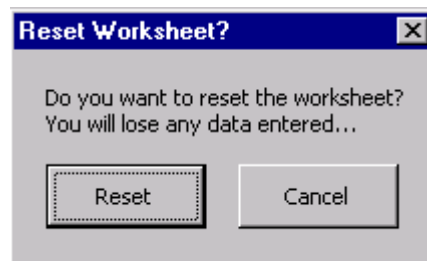 Reset Worksheet?
Do you want to reset the worksheet?
You will lose any data entered...
Reset Cancel